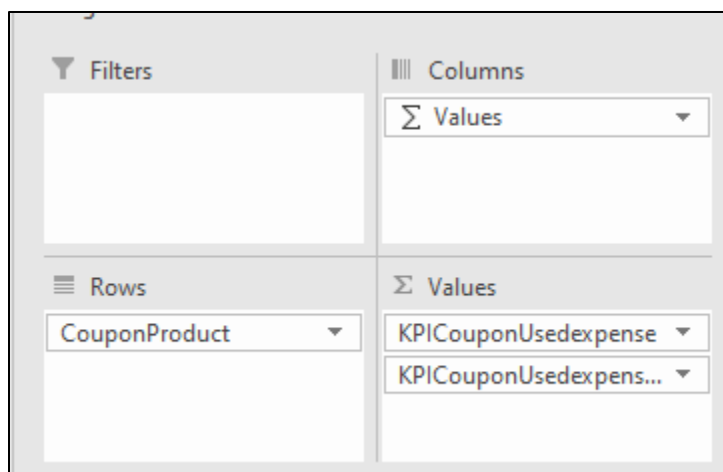 Filters
Columns
Σ Values
Rows
Σ Values
CouponProduct
KPICouponUsedexpense
KPICouponUsedexpens...